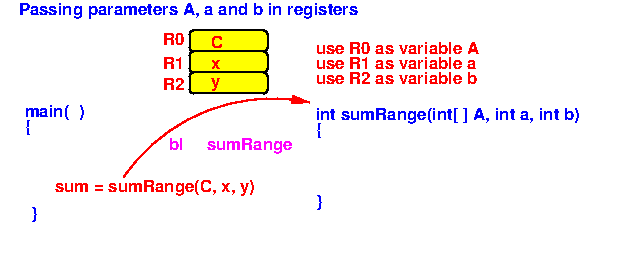 Passing parameters A, a and b in registers
R0 C
R1 x
R2 y
use R0 as variable A
use R1 as variable a
use R2 as variable b
main( )
{
int sumRange(int[ ] A, int a, int b)
{
bl sumRange
sum = sumRange(C, x, y)
}
}